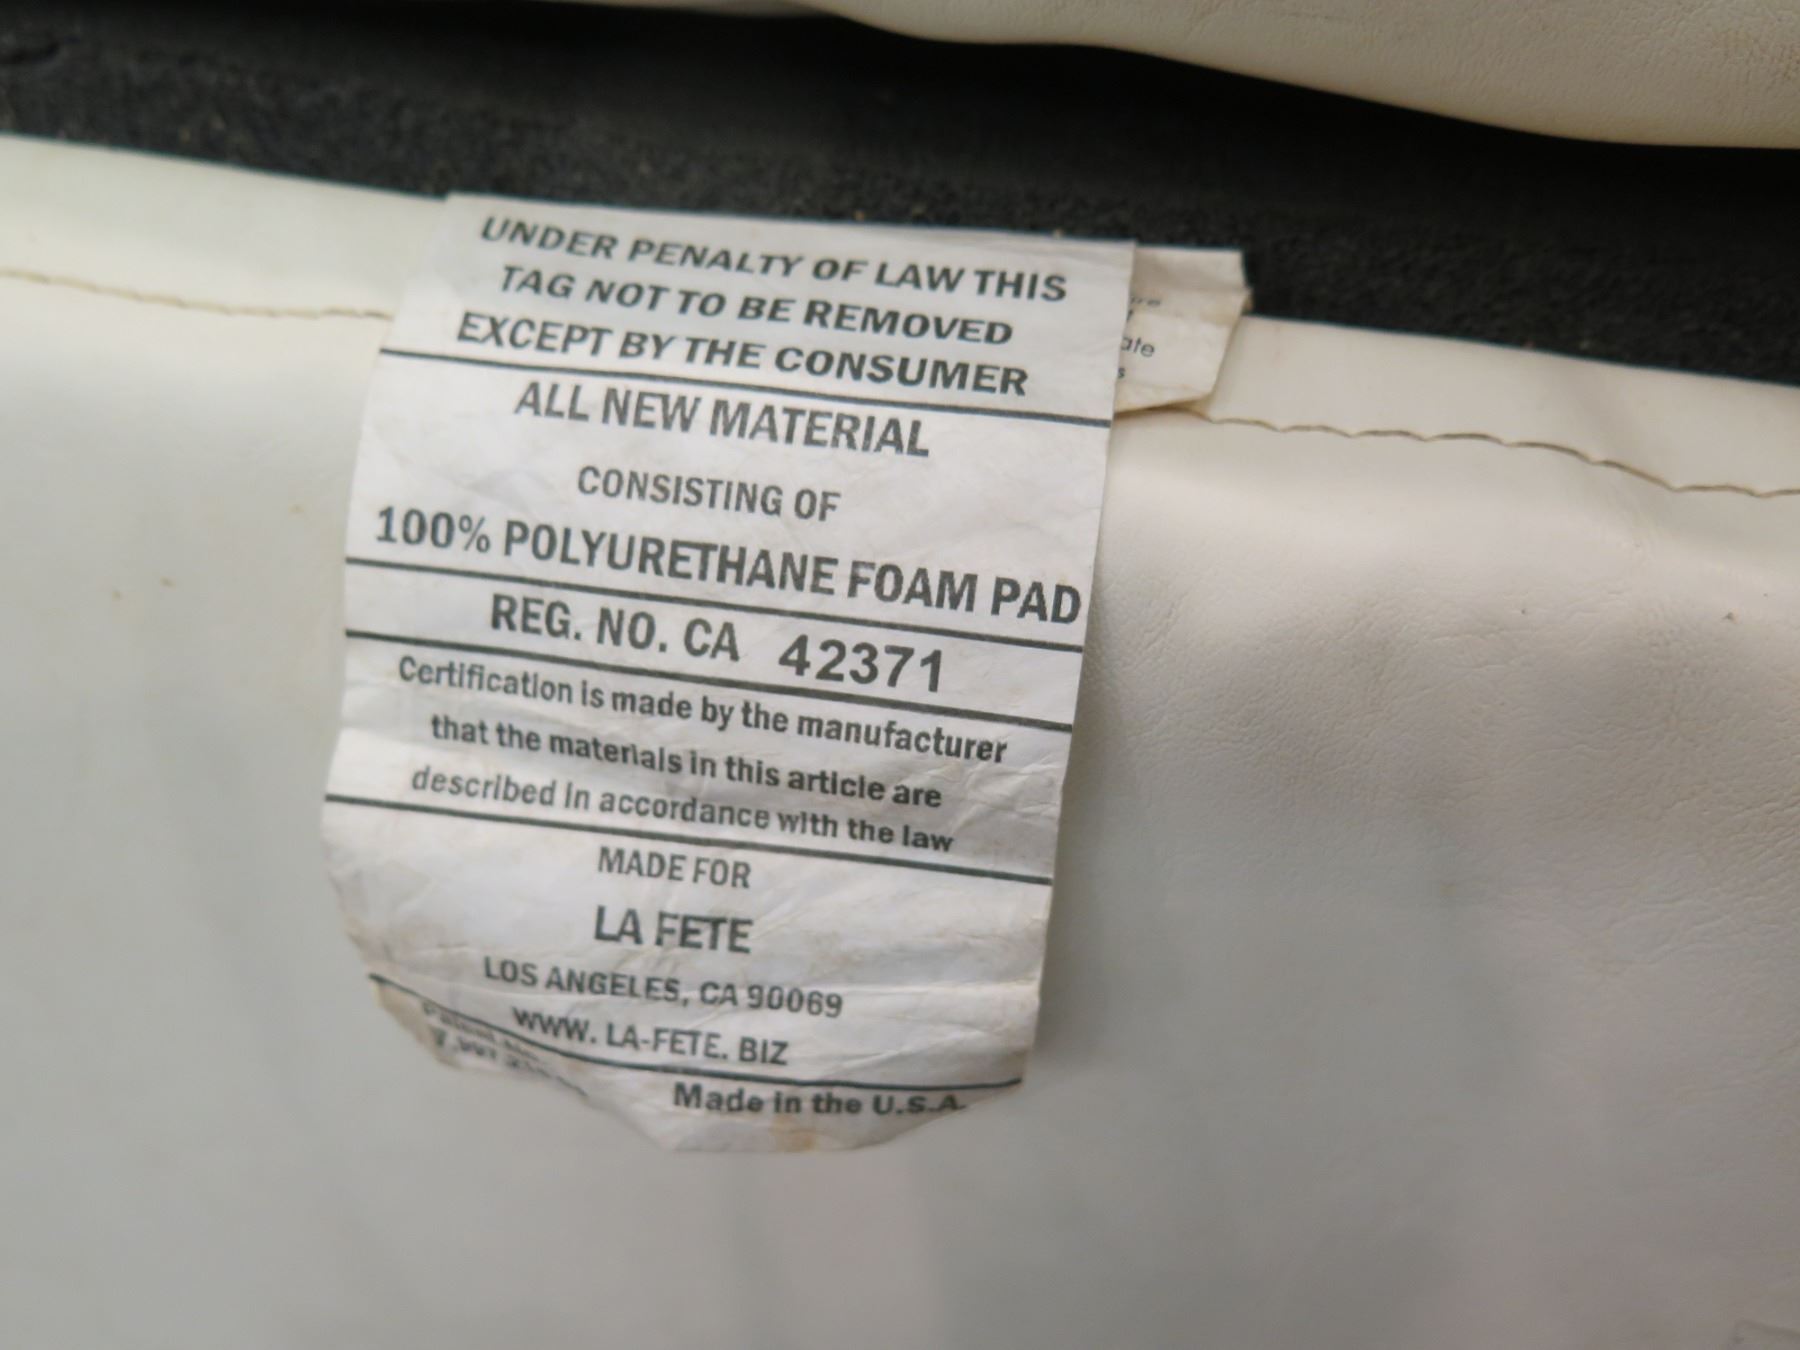 UNDER PENALTY OF LAW THIS
TAG NOT TO BE REMOVED
EXCEPT BY THE CONSUMER
ALL NEW MATERIAL
CONSISTING OF
100% POLYURETHANE FOAM PAD
REG. NO. CA 42371
Certification is made by the manufacturer
that the materials in this article are
described in accordance with the law
MADE FOR
LA FETE
LOS ANGELES, CA 90069
WWW. LA-FETE. BIZ
Made in the U.S.A.